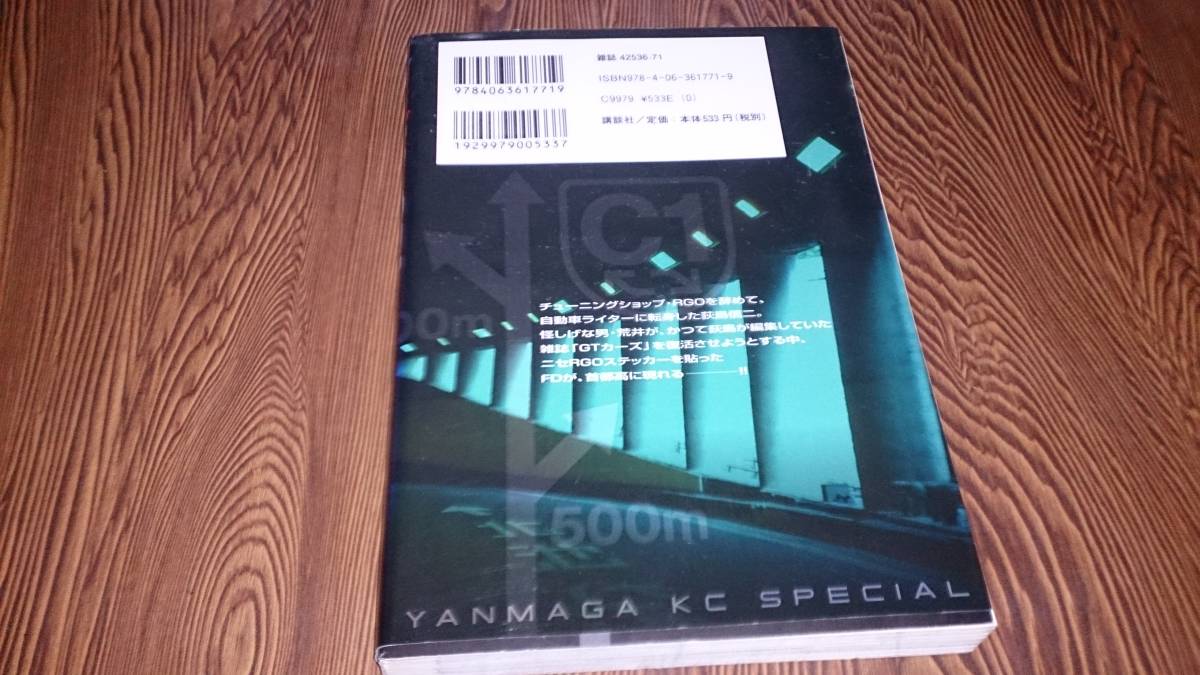 雑誌 42536-71
ISBN978-4-06-361771-9
C9979 ¥533E (0)
講談社/定価:本体533円(税別)
9784063617719
1929979005337
C1
00m
チューニングショップ・RGOを辞めて、
自動車ライターに転身した荻島信二。
怪しげな男・荒井が、かつて荻島が編集していた
雑誌『GTカーズ』を復活させようとする中、
ニセRGOステッカーを貼った
FDが、首都高に現れる———!!
500m
YANMAGA KC SPECIAL